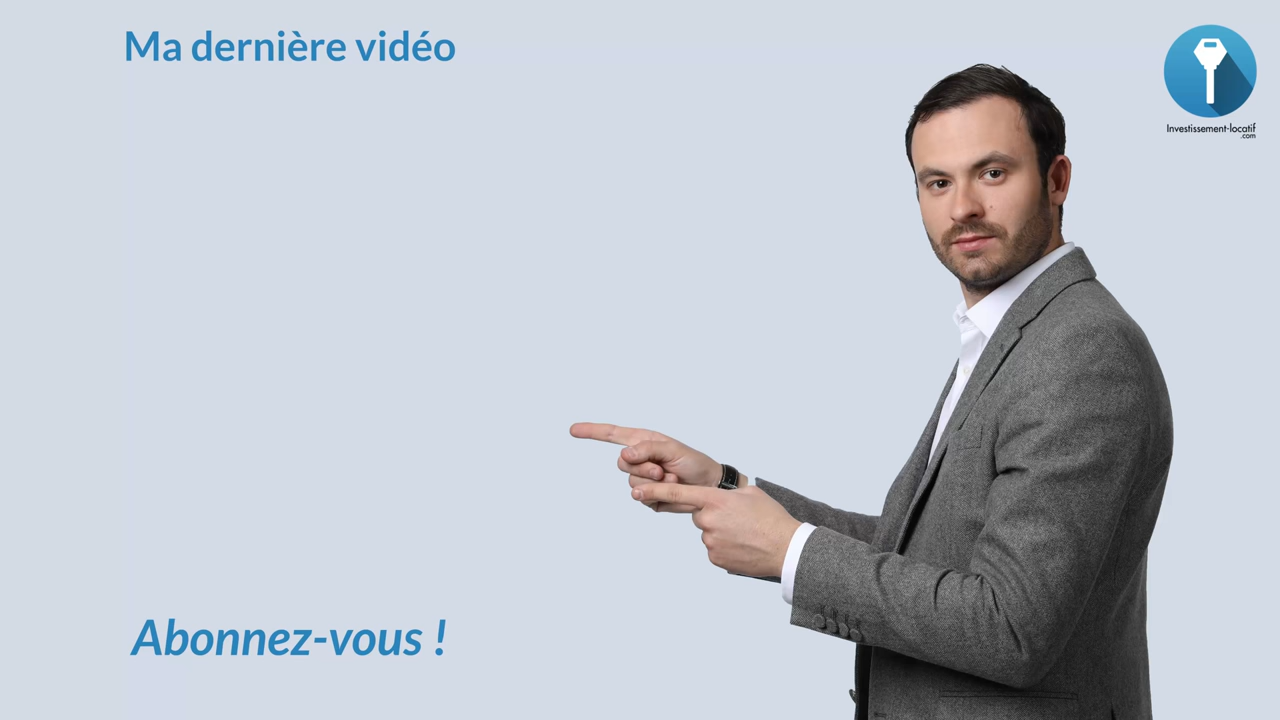 Ma dernière vidéo
Investissement-locatif
.com
Abonnez-vous !